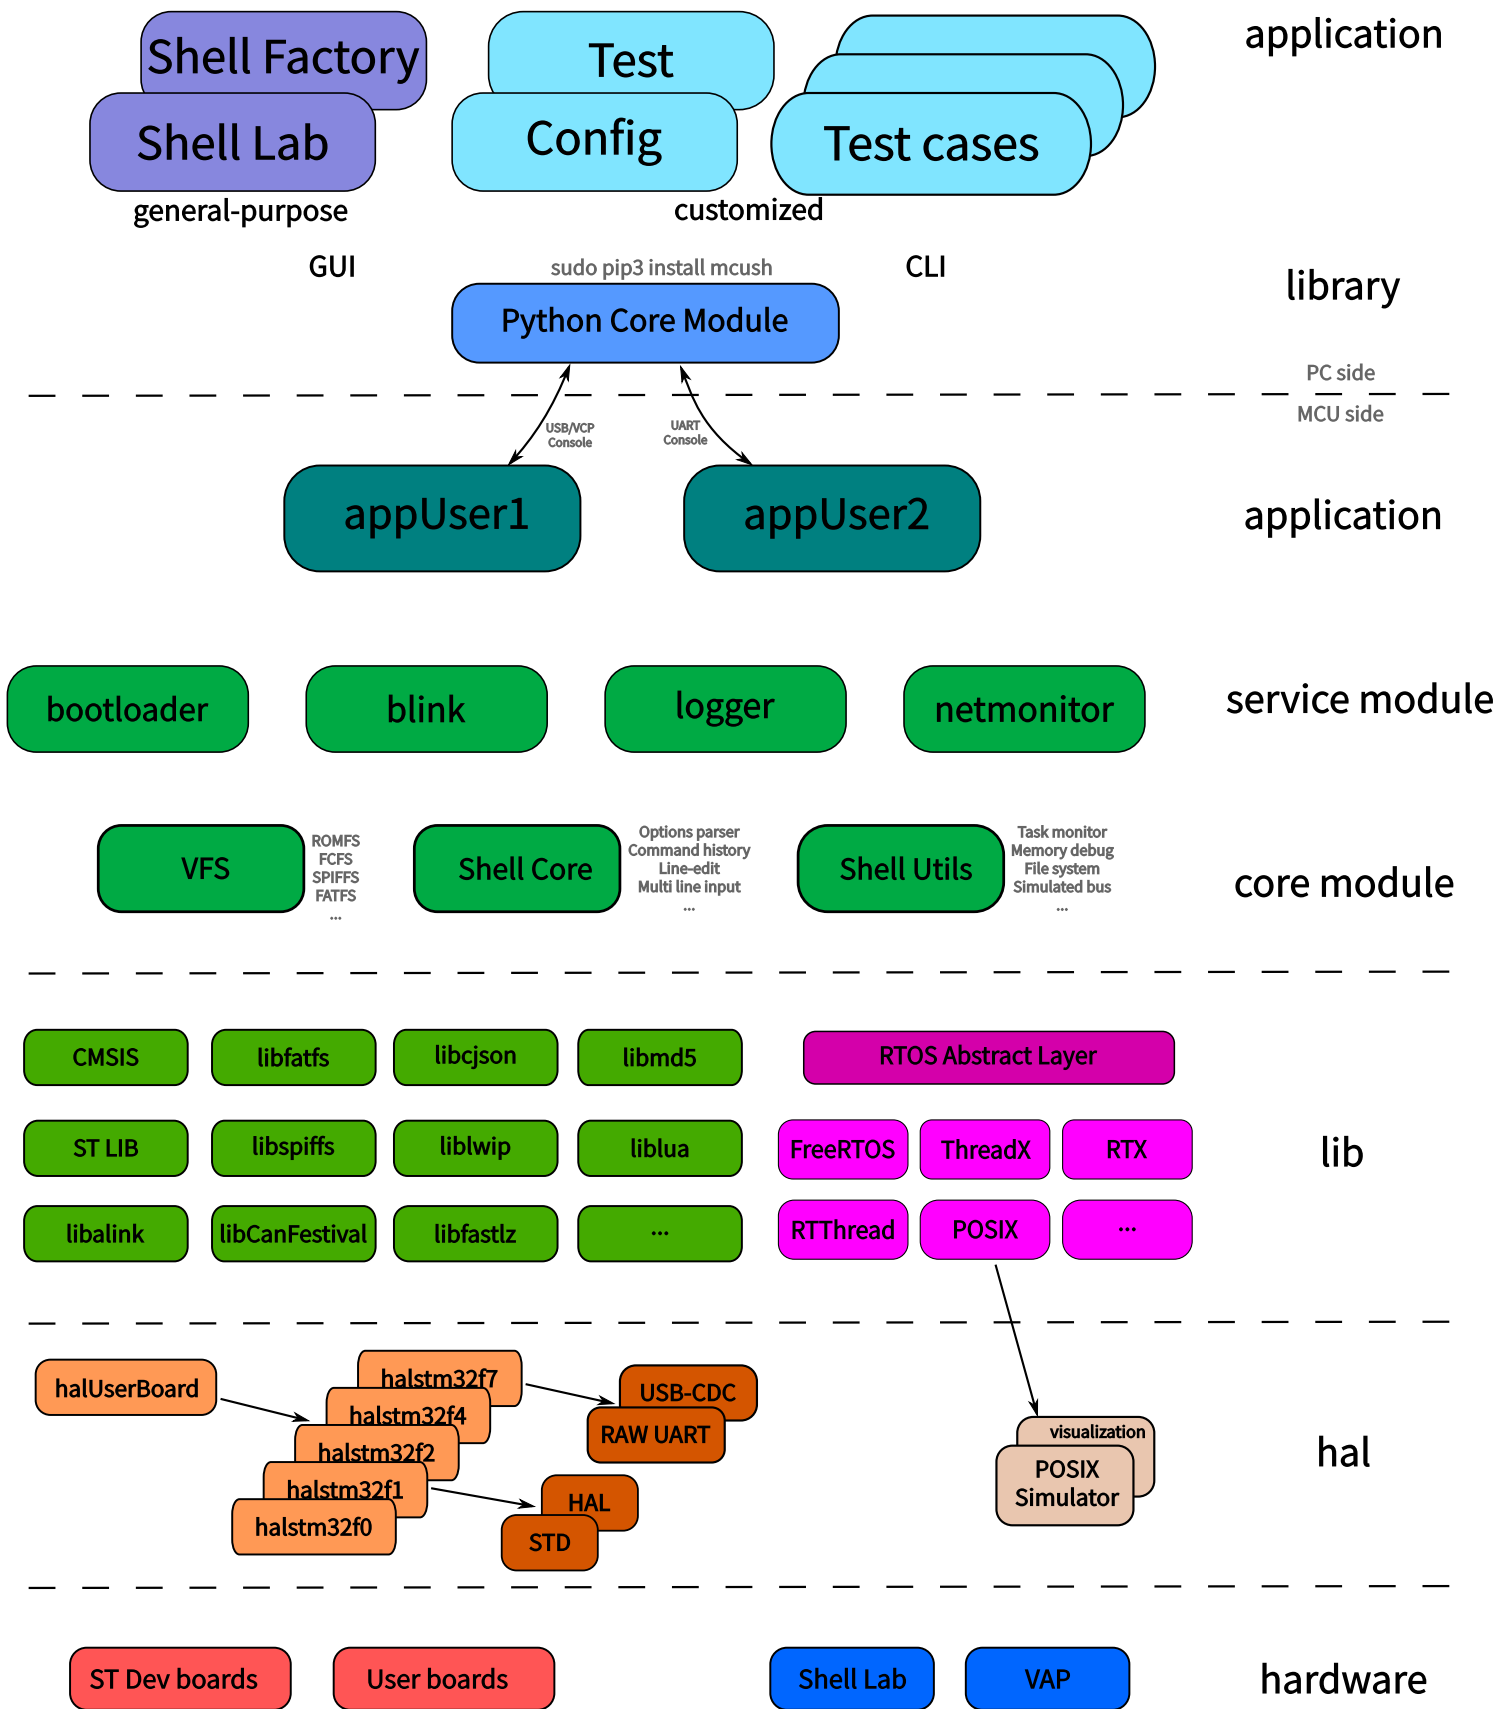 Shell Factory
Test
application
Shell Lab
Config
Test cases
general-purpose
customized
GUI
sudo pip3 install mcush
CLI
library
Python Core Module
PC side
MCU side
USB/VCP
Console
UART
Console
appUser1
appUser2
application
bootloader
blink
logger
netmonitor
service module
VFS
ROMFS
FCFS
SPIFFS
FATFS
...
Shell Core
Options parser
Command history
Line-edit
Multi line input
...
Shell Utils
Task monitor
Memory debug
File system
Simulated bus
...
core module
CMSIS
libfatfs
libcjson
libmd5
RTOS Abstract Layer
ST LIB
libspiffs
liblwip
liblua
FreeRTOS
ThreadX
RTX
lib
libalink
libCanFestival
libfastlz
...
RTThread
POSIX
...
halUserBoard
halstm32f7
halstm32f4
halstm32f2
halstm32f1
halstm32f0
USB-CDC
RAW UART
HAL
STD
visualization
POSIX
Simulator
hal
ST Dev boards
User boards
Shell Lab
VAP
hardware